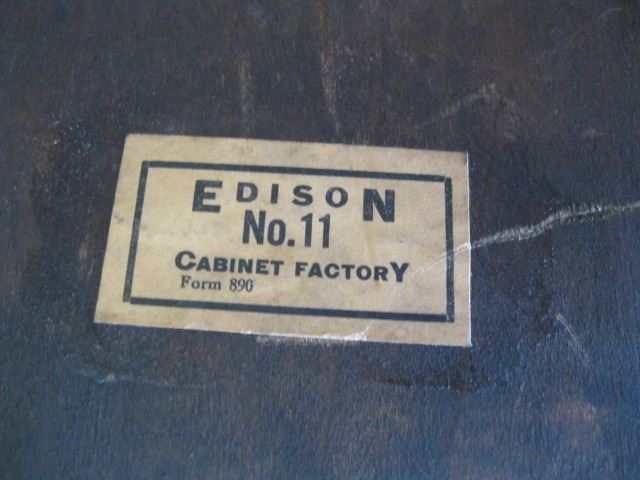 EDISON
No.11
CABINET FACTORY
Form 890